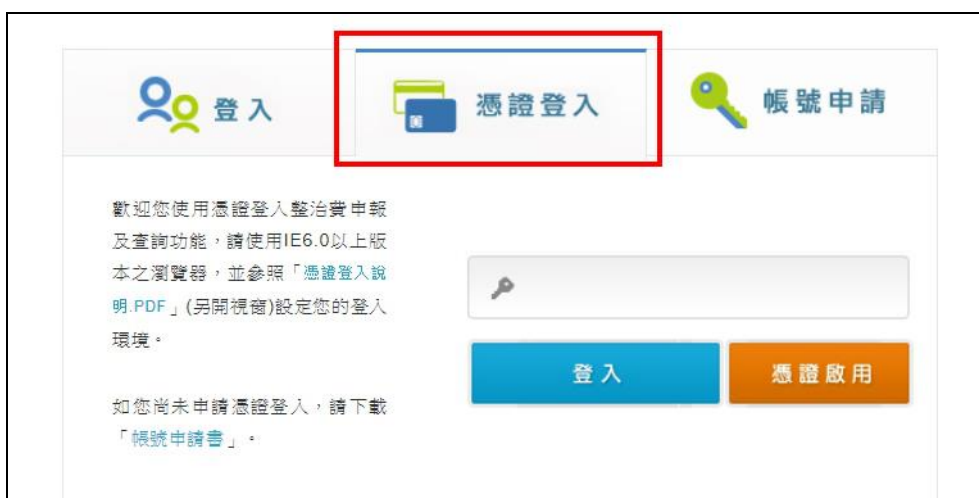 登入
憑證登入
帳號申請
歡迎您使用憑證登入整治費申報
及查詢功能，請使用IE6.0以上版
本之瀏覽器，並參照「憑證登入說
明.PDF」(另開視窗)設定您的登入
環境。
如您尚未申請憑證登入，請下載
「帳號申請書」。
登入
憑證啟用